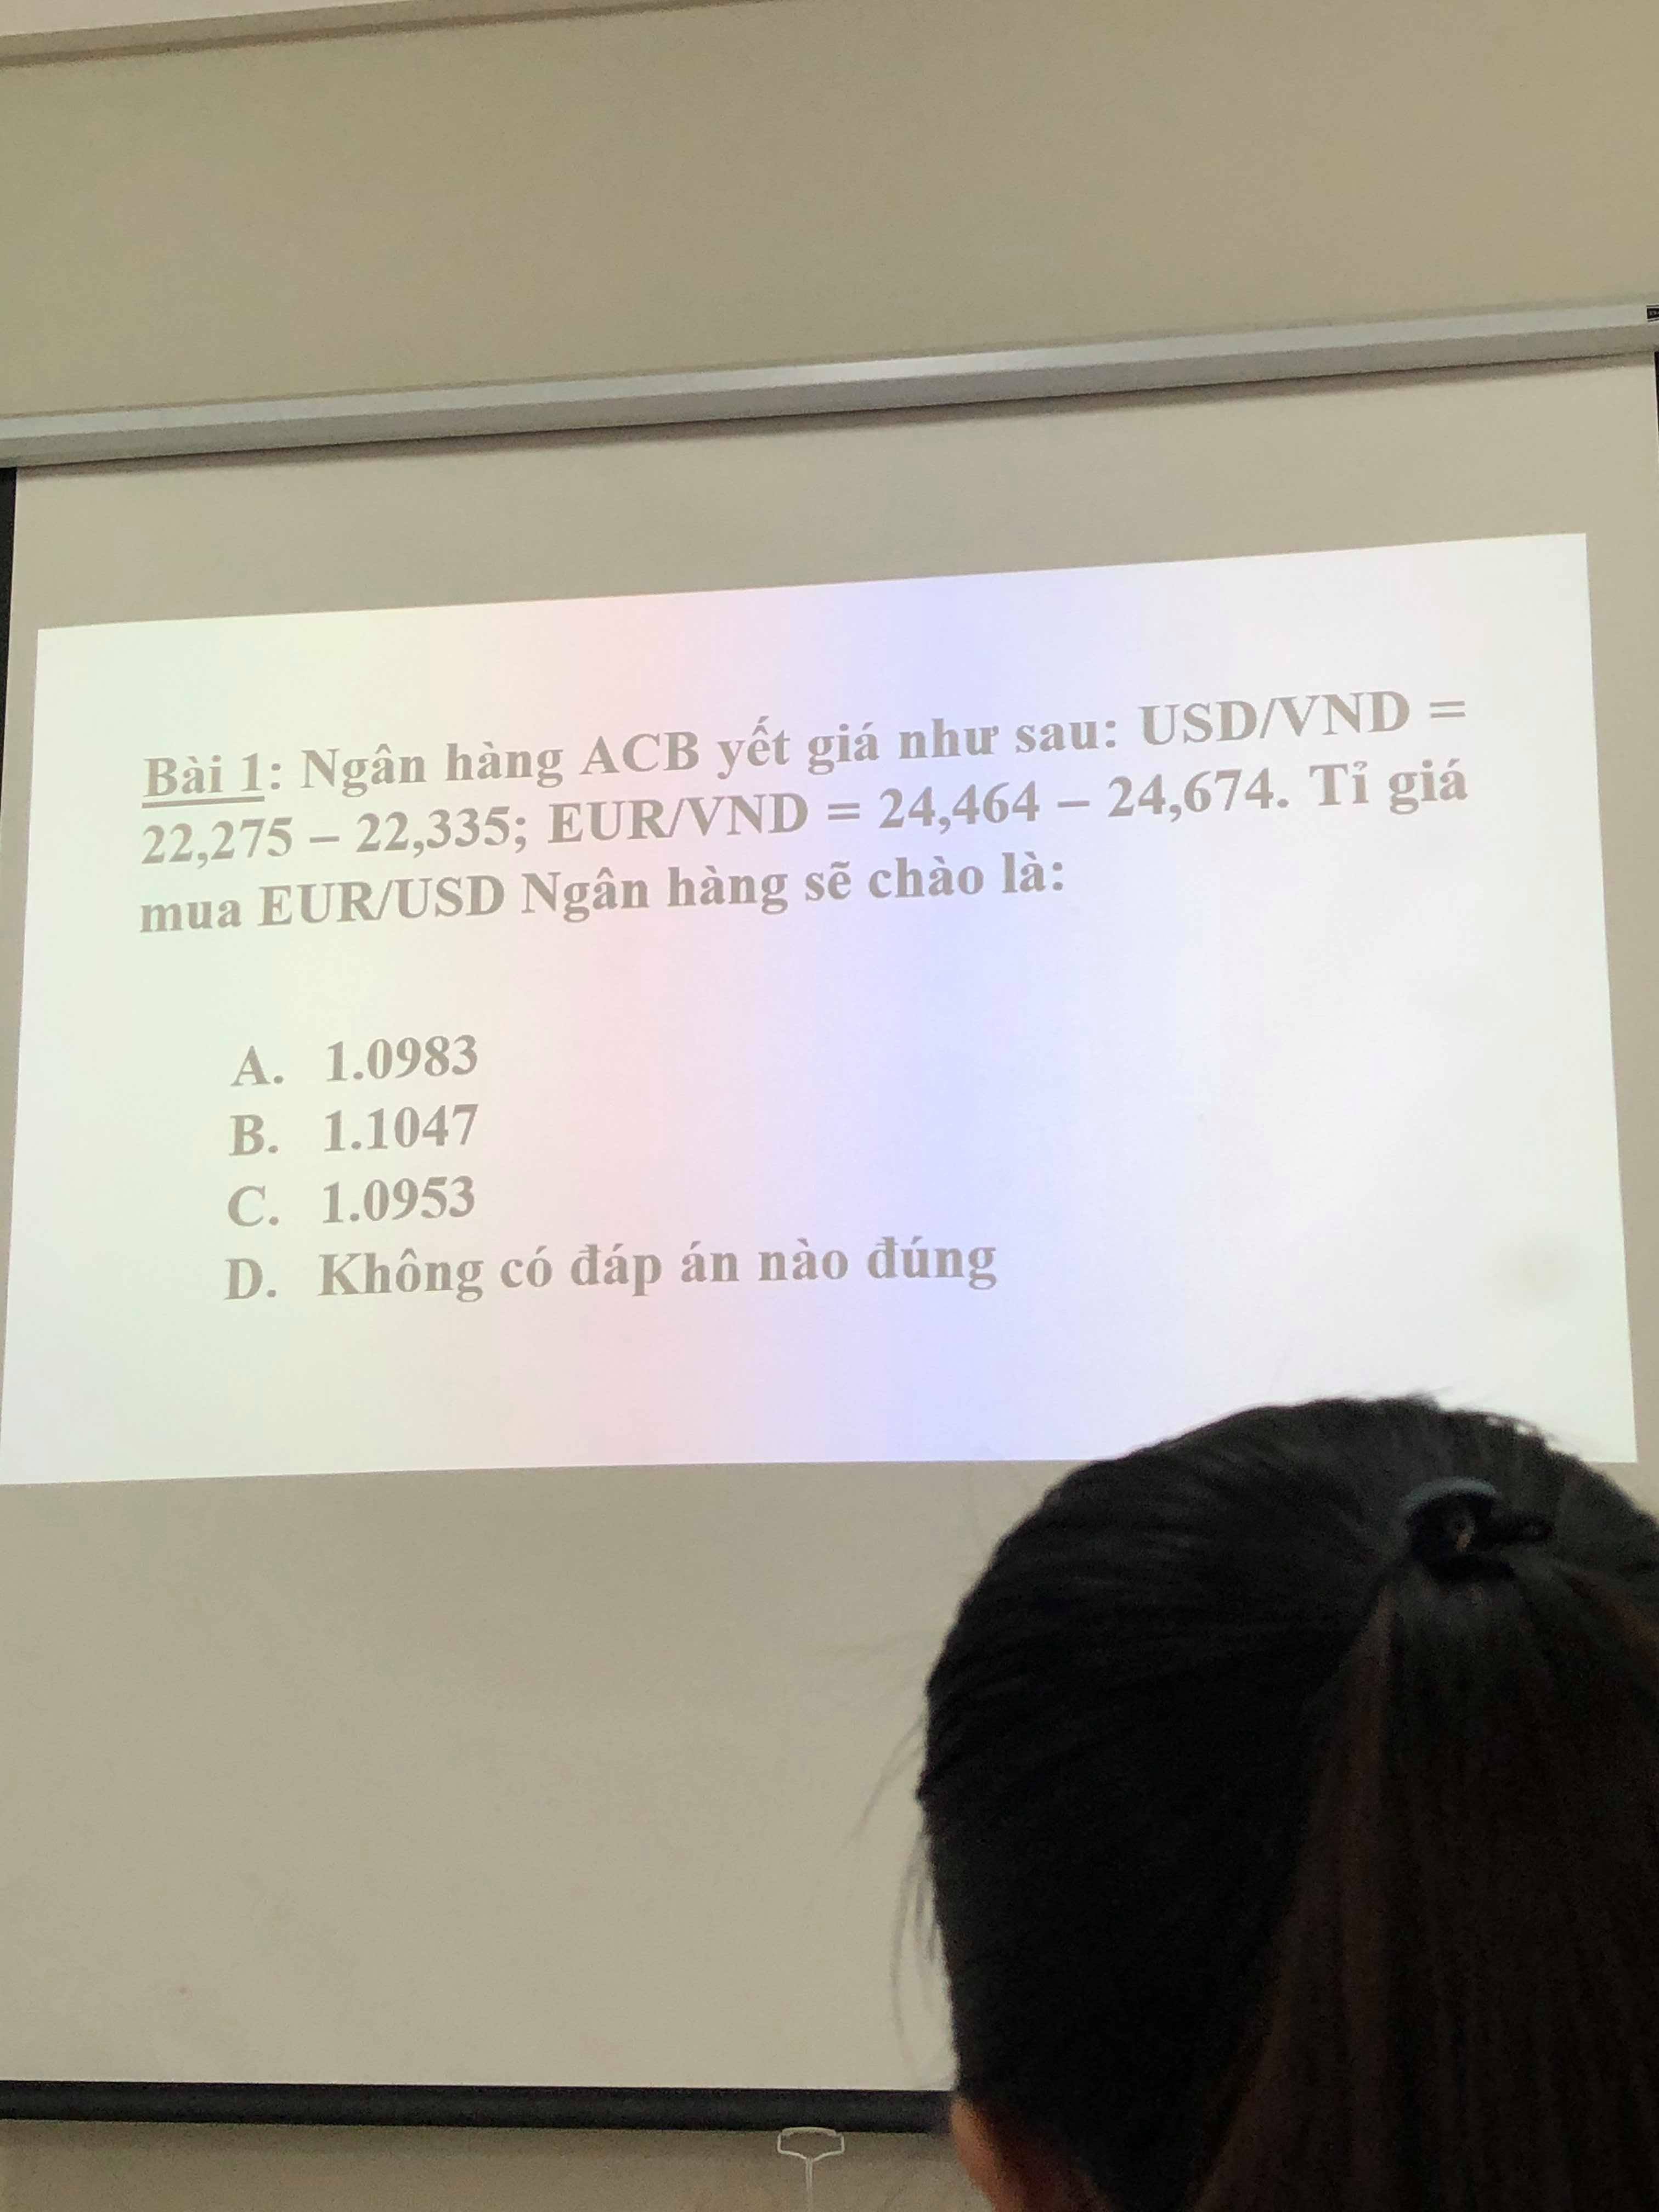 Bài 1: Ngân hàng ACB yết giá như sau: USD/VND =
22,275 – 22,335; EUR/VND = 24,464 – 24,674. Tỉ giá
mua EUR/USD Ngân hàng sẽ chào là:
A. 1.0983
B. 1.1047
C. 1.0953
D. Không có đáp án nào đúng